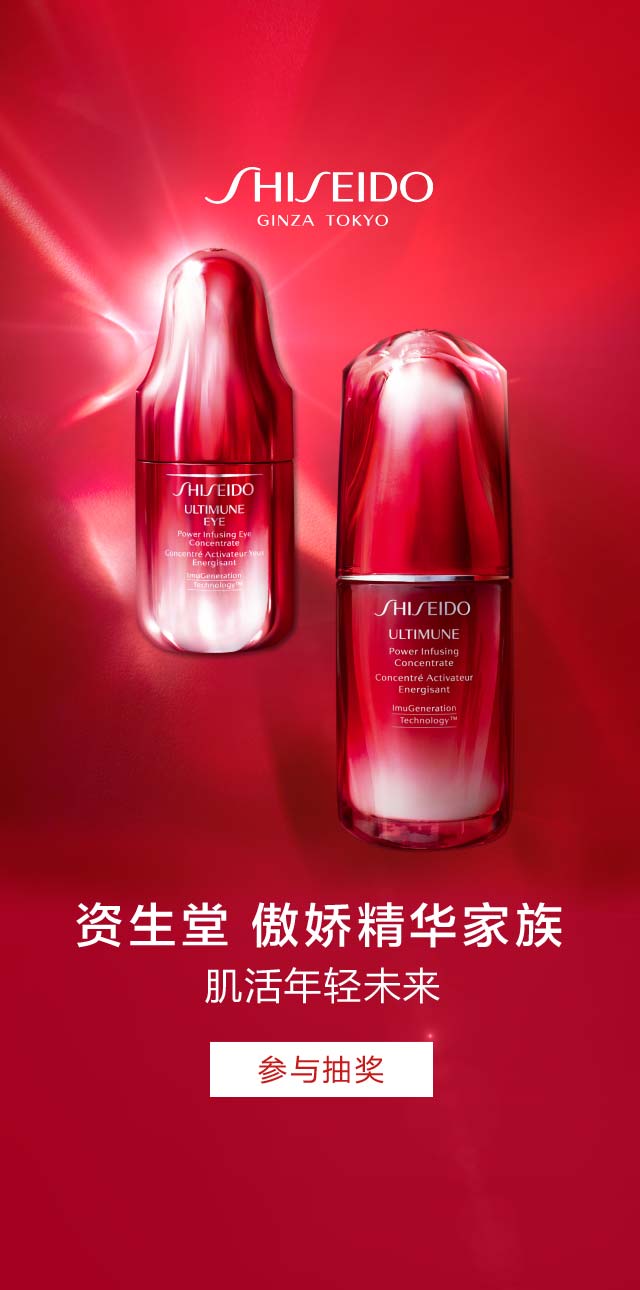 SHISEIDO
GINZA TOKYO
SHISEIDO
ULTIMUNE
EYE
Power Infusing Eye
Concentrate
Concentré Activateur Yeux
Energisant
ImuGeneration
Technology™
SHISEIDO
ULTIMUNE
Power Infusing
Concentrate
Concentré Activateur
Energisant
ImuGeneration
Technology™
资生堂 傲娇精华家族
肌活年轻未来
参与抽奖